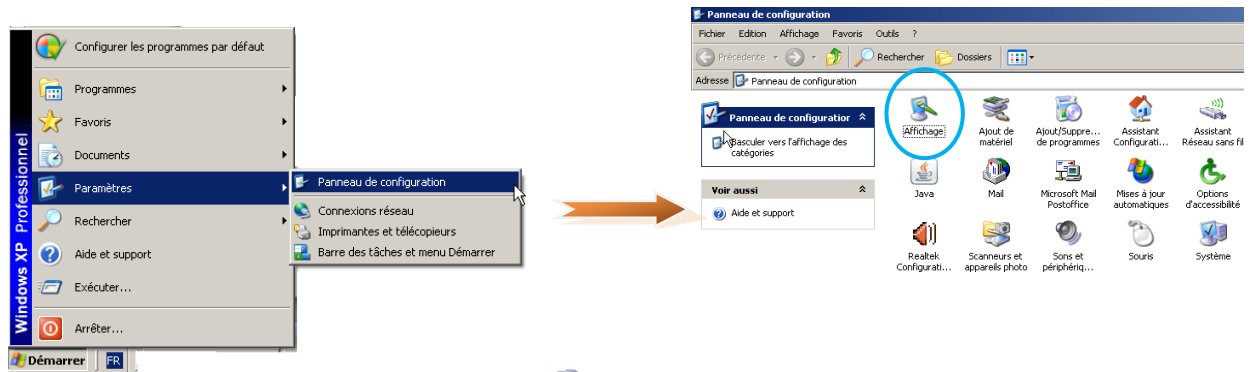 Configurer les programmes par défaut
Programmes
Favoris
Documents
Paramètres
Rechercher
Aide et support
Exécuter...
Arrêter...
Windows XP Professionnel
Démarrer
FR
Panneau de configuration
Connexions réseau
Imprimantes et télécopieurs
Barre des tâches et menu Démarrer
Panneau de configuration
Fichier Edition Affichage Favoris Outils ?
Précédente Rechercher Dossiers
Adresse Panneau de configuration
Panneau de configuration
Basculer vers l'affichage des
catégories
Voir aussi
Aide et support
Affichage
Ajout de
matériel
Ajout/Suppre...
de programmes
Assistant
Configurati...
Assistant
Réseau sans fil
Java
Mail
Microsoft Mail
Postoffice
Mises à jour
automatiques
Options
d'accessibilité
Realtek
Configurati...
Scanneurs et
appareils photo
Sons et
périphériq...
Souris
Système